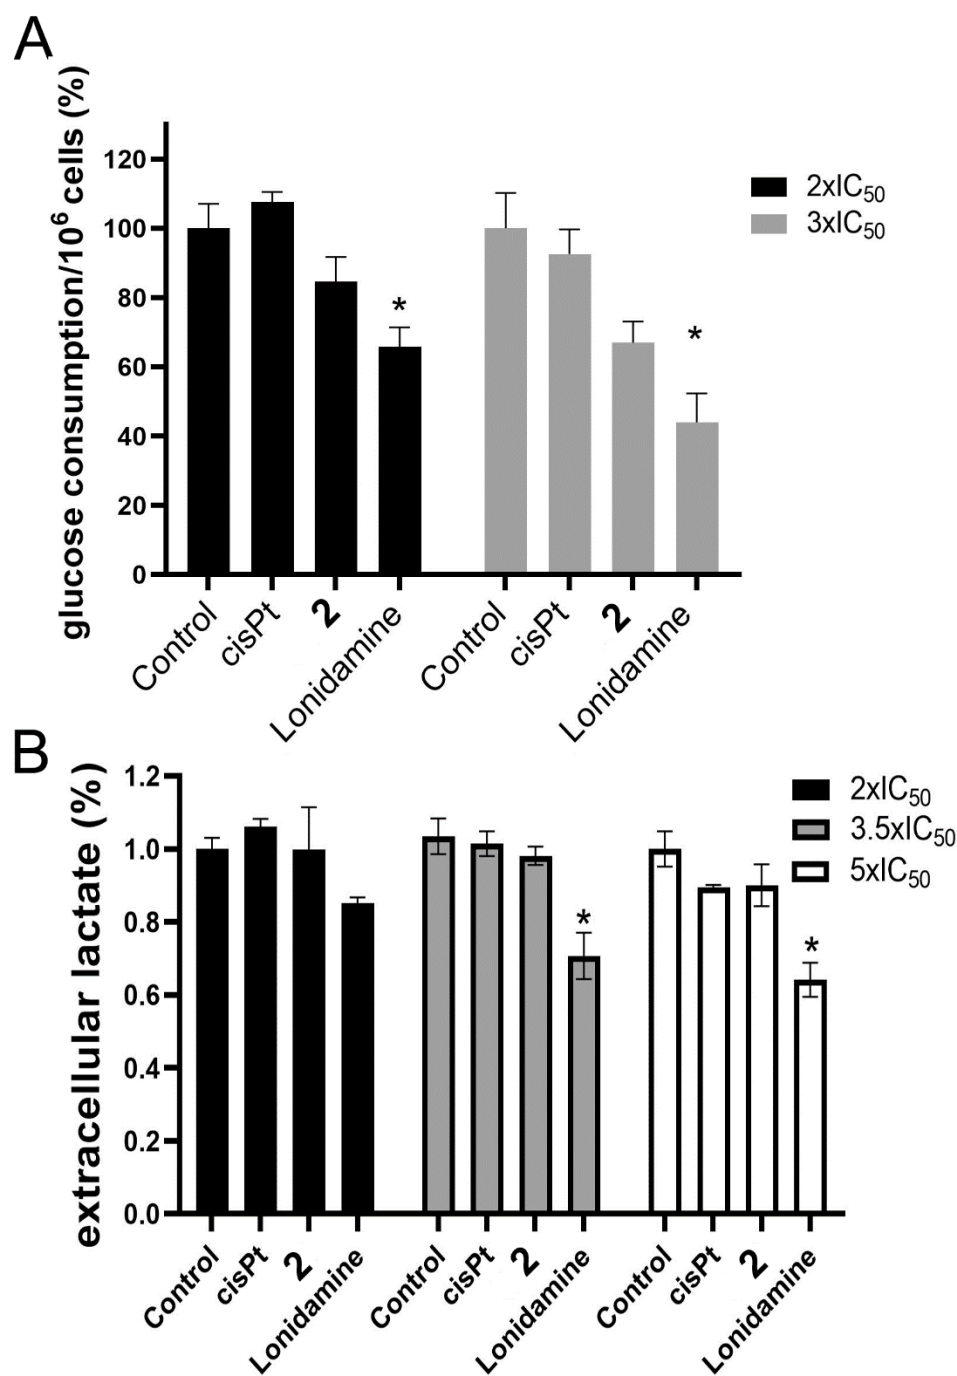 A
glucose consumption/10⁶ cells (%)
120
100
80
60
40
20
0
2xIC₅₀
3xIC₅₀
*
*
Control
cisPt
2
Lonidamine
Control
cisPt
2
Lonidamine
B
extracellular lactate (%)
1.2
1.0
0.8
0.6
0.4
0.2
0.0
2xIC₅₀
3.5xIC₅₀
5xIC₅₀
*
*
Control
cisPt
2
Lonidamine
Control
cisPt
2
Lonidamine
Control
cisPt
2
Lonidamine